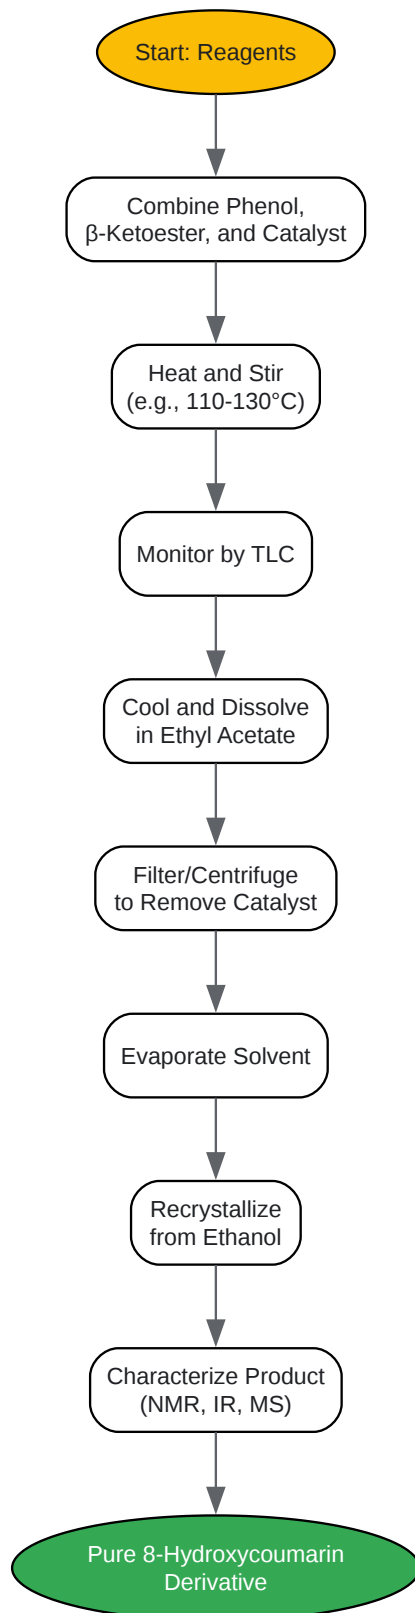 Start: Reagents
Combine Phenol,
β-Ketoester, and Catalyst
Heat and Stir
(e.g., 110-130°C)
Monitor by TLC
Cool and Dissolve
in Ethyl Acetate
Filter/Centrifuge
to Remove Catalyst
Evaporate Solvent
Recrystallize
from Ethanol
Characterize Product
(NMR, IR, MS)
Pure 8-Hydroxycoumarin
Derivative